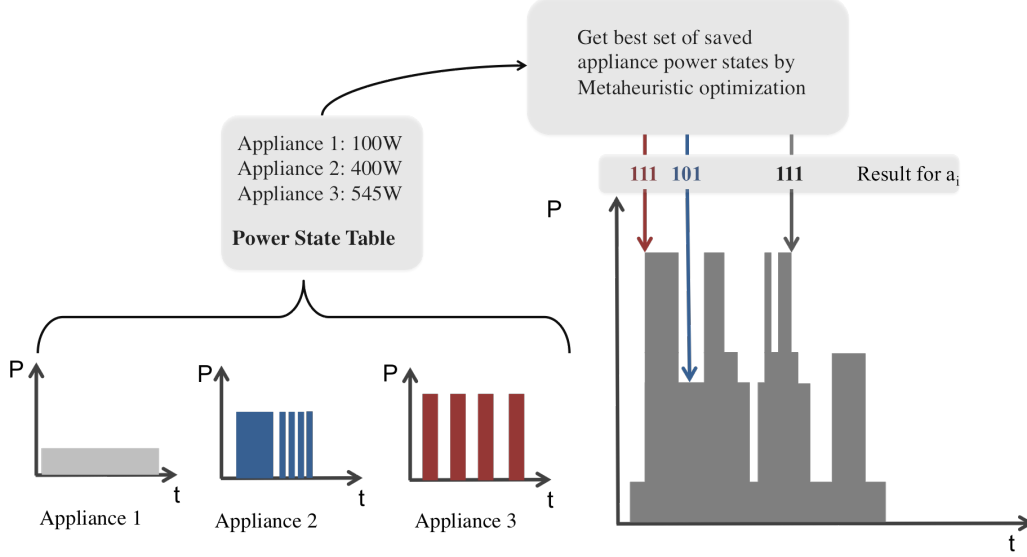 Get best set of saved
appliance power states by
Metaheuristic optimization
Appliance 1: 100W
Appliance 2: 400W
Appliance 3: 545W
Power State Table
111 101 111 Result for aᵢ
P
t
P
t
Appliance 1
P
t
Appliance 2
P
t
Appliance 3